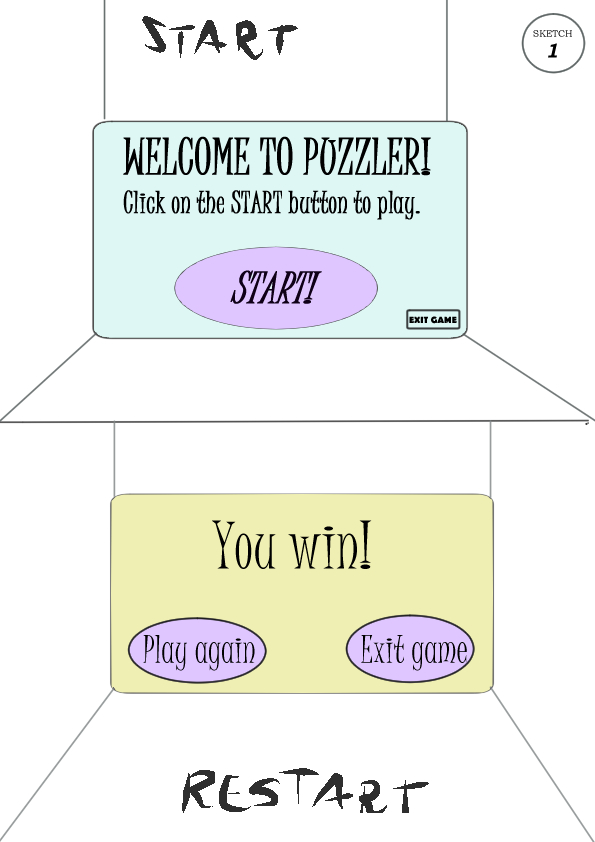 START
SKETCH
1
WELCOME TO PUZZLER!
Click on the START button to play.
START!
EXIT GAME
You win!
Play again
Exit game
RESTART